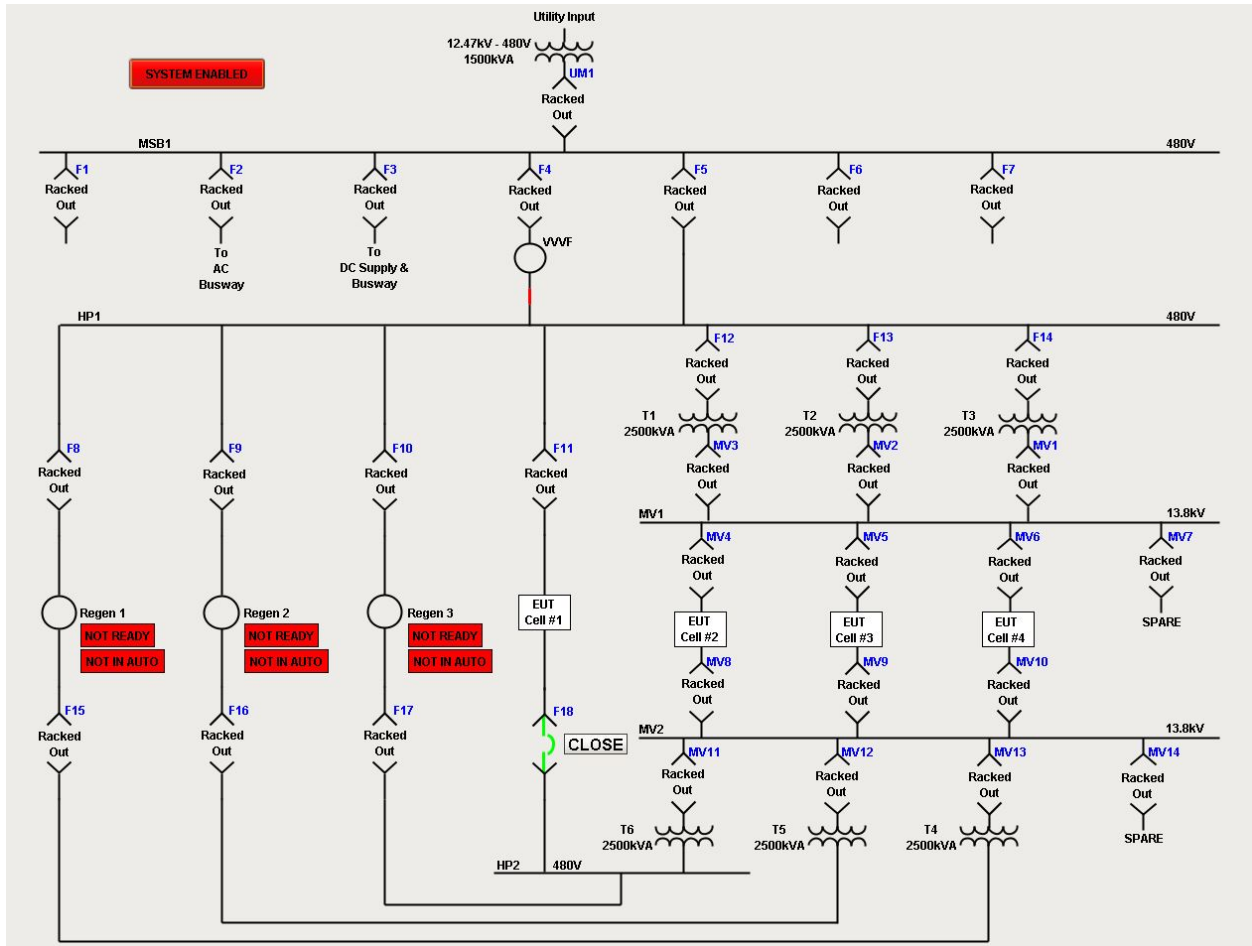 Utility Input
12.47kV - 480V
1500kVA
SYSTEM ENABLED
UM1
Racked
Out
MSB1
480V
F1
Racked
Out
F2
Racked
Out
To
AC
Busway
F3
Racked
Out
To
DC Supply &
Busway
F4
Racked
Out
VVVF
F5
Racked
Out
F6
Racked
Out
F7
Racked
Out
HP1
480V
F12
Racked
Out
F13
Racked
Out
F14
Racked
Out
T1
2500kVA
T2
2500kVA
T3
2500kVA
MV3
Racked
Out
MV2
Racked
Out
MV1
Racked
Out
F8
Racked
Out
F9
Racked
Out
F10
Racked
Out
F11
Racked
Out
MV1
13.8kV
MV4
Racked
Out
MV5
Racked
Out
MV6
Racked
Out
MV7
Racked
Out
SPARE
Regen 1
NOT READY
NOT IN AUTO
Regen 2
NOT READY
NOT IN AUTO
Regen 3
NOT READY
NOT IN AUTO
EUT
Cell #1
EUT
Cell #2
EUT
Cell #3
EUT
Cell #4
MV8
Racked
Out
MV9
Racked
Out
MV10
Racked
Out
F15
Racked
Out
F16
Racked
Out
F17
Racked
Out
F18
CLOSE
MV2
13.8kV
MV11
Racked
Out
MV12
Racked
Out
MV13
Racked
Out
MV14
Racked
Out
SPARE
T6
2500kVA
T5
2500kVA
T4
2500kVA
HP2
480V